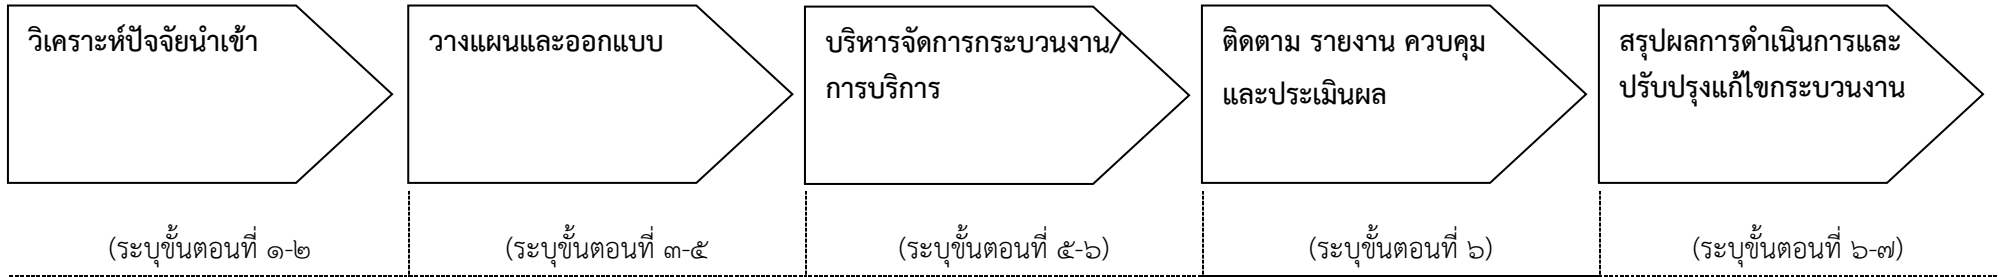 วิเคราะห์ปัจจัยนำเข้า
วางแผนและออกแบบ
บริหารจัดการกระบวนงาน/
การบริการ
ติดตาม รายงาน ควบคุม
และประเมินผล
สรุปผลการดำเนินการและ
ปรับปรุงแก้ไขกระบวนงาน
(ระบุขั้นตอนที่ ๑-๒
(ระบุขั้นตอนที่ ๓-๕
(ระบุขั้นตอนที่ ๕-๖)
(ระบุขั้นตอนที่ ๖)
(ระบุขั้นตอนที่ ๖-๗)